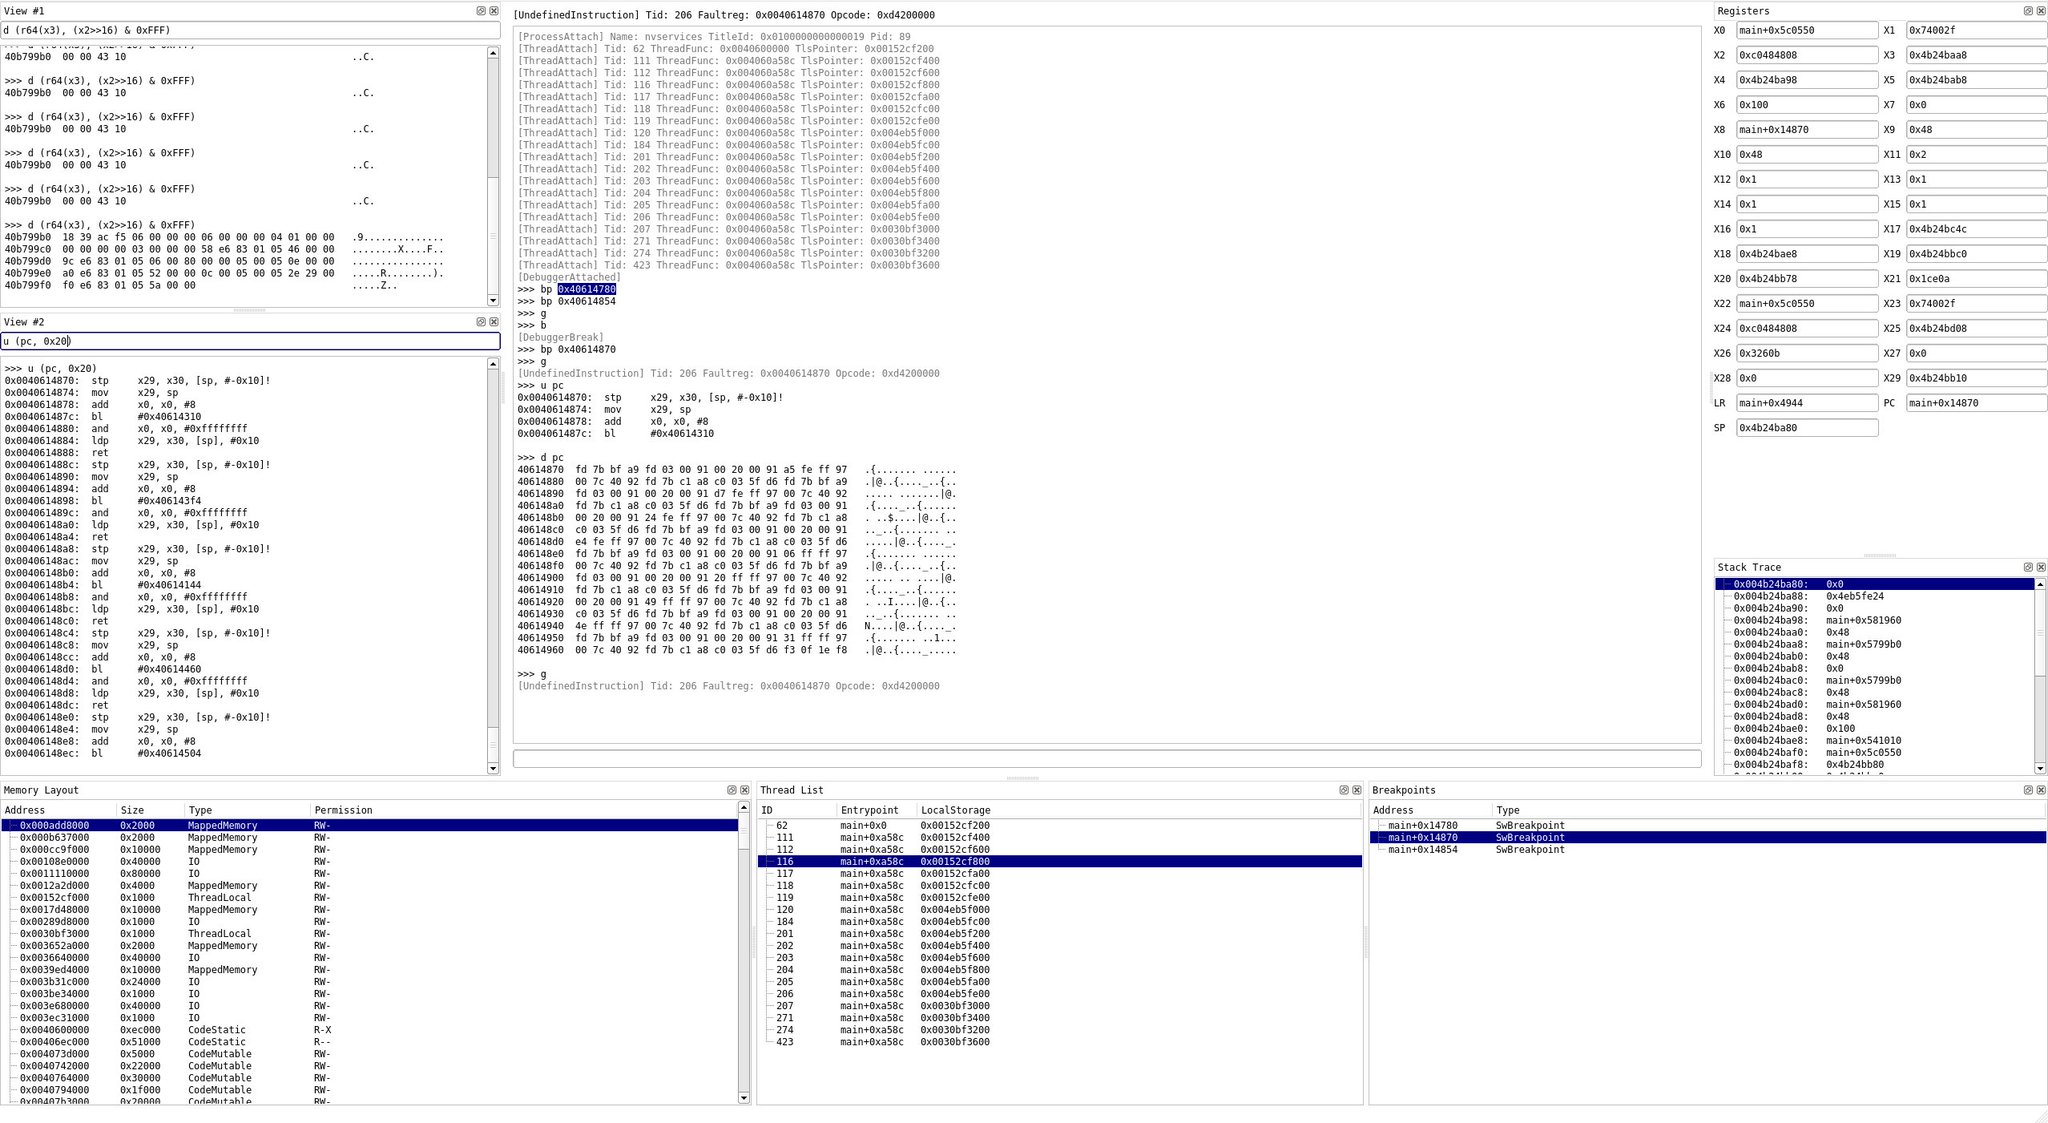 View #1
d (r64(x3), (x2>>16) & 0xFFF)
40b799b0  00 00 43 10  ..C.
>>> d (r64(x3), (x2>>16) & 0xFFF)
40b799b0  00 00 43 10  ..C.
>>> d (r64(x3), (x2>>16) & 0xFFF)
40b799b0  00 00 43 10  ..C.
>>> d (r64(x3), (x2>>16) & 0xFFF)
40b799b0  00 00 43 10  ..C.
>>> d (r64(x3), (x2>>16) & 0xFFF)
40b799b0  00 00 43 10  ..C.
>>> d (r64(x3), (x2>>16) & 0xFFF)
40b799b0  18 39 ac f5 06 00 00 00 06 00 00 00 04 01 00 00  .9..............
40b799c0  00 00 00 00 03 00 00 00 58 e6 83 01 05 46 00 00  ........X....F..
40b799d0  9c e6 83 01 05 06 00 80 00 00 05 00 05 0e 00 00  ................
40b799e0  a0 e6 83 01 05 52 00 00 0c 00 05 00 05 2e 29 00  .....R........).
40b799f0  f0 e6 83 01 05 5a 00 00  .....Z..
View #2
u (pc, 0x20)
>>> u (pc, 0x20)
0x0040614870:  stp  x29, x30, [sp, #-0x10]!
0x0040614874:  mov  x29, sp
0x0040614878:  add  x0, x0, #8
0x004061487c:  bl  #0x40614310
0x0040614880:  and  x0, x0, #0xffffffff
0x0040614884:  ldp  x29, x30, [sp], #0x10
0x0040614888:  ret
0x004061488c:  stp  x29, x30, [sp, #-0x10]!
0x0040614890:  mov  x29, sp
0x0040614894:  add  x0, x0, #8
0x0040614898:  bl  #0x406143f4
0x004061489c:  and  x0, x0, #0xffffffff
0x00406148a0:  ldp  x29, x30, [sp], #0x10
0x00406148a4:  ret
0x00406148a8:  stp  x29, x30, [sp, #-0x10]!
0x00406148ac:  mov  x29, sp
0x00406148b0:  add  x0, x0, #8
0x00406148b4:  bl  #0x40614144
0x00406148b8:  and  x0, x0, #0xffffffff
0x00406148bc:  ldp  x29, x30, [sp], #0x10
0x00406148c0:  ret
0x00406148c4:  stp  x29, x30, [sp, #-0x10]!
0x00406148c8:  mov  x29, sp
0x00406148cc:  add  x0, x0, #8
0x00406148d0:  bl  #0x40614460
0x00406148d4:  and  x0, x0, #0xffffffff
0x00406148d8:  ldp  x29, x30, [sp], #0x10
0x00406148dc:  ret
0x00406148e0:  stp  x29, x30, [sp, #-0x10]!
0x00406148e4:  mov  x29, sp
0x00406148e8:  add  x0, x0, #8
0x00406148ec:  bl  #0x40614504
[UndefinedInstruction] Tid: 206 Faultreg: 0x0040614870 Opcode: 0xd4200000
[ProcessAttach] Name: nvservices TitleId: 0x0100000000000019 Pid: 89
[ThreadAttach] Tid: 62 ThreadFunc: 0x0040600000 TlsPointer: 0x00152cf200
[ThreadAttach] Tid: 111 ThreadFunc: 0x004060a58c TlsPointer: 0x00152cf400
[ThreadAttach] Tid: 112 ThreadFunc: 0x004060a58c TlsPointer: 0x00152cf600
[ThreadAttach] Tid: 116 ThreadFunc: 0x004060a58c TlsPointer: 0x00152cf800
[ThreadAttach] Tid: 117 ThreadFunc: 0x004060a58c TlsPointer: 0x00152cfa00
[ThreadAttach] Tid: 118 ThreadFunc: 0x004060a58c TlsPointer: 0x00152cfc00
[ThreadAttach] Tid: 119 ThreadFunc: 0x004060a58c TlsPointer: 0x00152cfe00
[ThreadAttach] Tid: 120 ThreadFunc: 0x004060a58c TlsPointer: 0x004eb5f000
[ThreadAttach] Tid: 184 ThreadFunc: 0x004060a58c TlsPointer: 0x004eb5fc00
[ThreadAttach] Tid: 201 ThreadFunc: 0x004060a58c TlsPointer: 0x004eb5f200
[ThreadAttach] Tid: 202 ThreadFunc: 0x004060a58c TlsPointer: 0x004eb5f400
[ThreadAttach] Tid: 203 ThreadFunc: 0x004060a58c TlsPointer: 0x004eb5f600
[ThreadAttach] Tid: 204 ThreadFunc: 0x004060a58c TlsPointer: 0x004eb5f800
[ThreadAttach] Tid: 205 ThreadFunc: 0x004060a58c TlsPointer: 0x004eb5fa00
[ThreadAttach] Tid: 206 ThreadFunc: 0x004060a58c TlsPointer: 0x004eb5fe00
[ThreadAttach] Tid: 207 ThreadFunc: 0x004060a58c TlsPointer: 0x0030bf3000
[ThreadAttach] Tid: 271 ThreadFunc: 0x004060a58c TlsPointer: 0x0030bf3400
[ThreadAttach] Tid: 274 ThreadFunc: 0x004060a58c TlsPointer: 0x0030bf3200
[ThreadAttach] Tid: 423 ThreadFunc: 0x004060a58c TlsPointer: 0x0030bf3600
[DebuggerAttached]
>>> bp 0x40614780
>>> bp 0x40614854
>>> g
>>> b
[DebuggerBreak]
>>> bp 0x40614870
>>> g
[UndefinedInstruction] Tid: 206 Faultreg: 0x0040614870 Opcode: 0xd4200000
>>> u pc
0x0040614870:  stp  x29, x30, [sp, #-0x10]!
0x0040614874:  mov  x29, sp
0x0040614878:  add  x0, x0, #8
0x004061487c:  bl  #0x40614310
>>> d pc
40614870  fd 7b bf a9 fd 03 00 91 00 20 00 91 a5 fe ff 97  .{....... ......
40614880  00 7c 40 92 fd 7b c1 a8 c0 03 5f d6 fd 7b bf a9  .|@..{...._..{..
40614890  fd 03 00 91 00 20 00 91 d7 fe ff 97 00 7c 40 92  ..... .......|@.
406148a0  fd 7b c1 a8 c0 03 5f d6 fd 7b bf a9 fd 03 00 91  .{...._..{......
406148b0  00 20 00 91 24 fe ff 97 00 7c 40 92 fd 7b c1 a8  . ..$....|@..{..
406148c0  c0 03 5f d6 fd 7b bf a9 fd 03 00 91 00 20 00 91  .._..{....... ..
406148d0  e4 fe ff 97 00 7c 40 92 fd 7b c1 a8 c0 03 5f d6  .....|@..{...._.
406148e0  fd 7b bf a9 fd 03 00 91 00 20 00 91 06 ff ff 97  .{....... ......
406148f0  00 7c 40 92 fd 7b c1 a8 c0 03 5f d6 fd 7b bf a9  .|@..{...._..{..
40614900  fd 03 00 91 00 20 00 91 20 ff ff 97 00 7c 40 92  ..... .. ....|@.
40614910  fd 7b c1 a8 c0 03 5f d6 fd 7b bf a9 fd 03 00 91  .{...._..{......
40614920  00 20 00 91 49 ff ff 97 00 7c 40 92 fd 7b c1 a8  . ..I....|@..{..
40614930  c0 03 5f d6 fd 7b bf a9 fd 03 00 91 00 20 00 91  .._..{....... ..
40614940  4e ff ff 97 00 7c 40 92 fd 7b c1 a8 c0 03 5f d6  N....|@..{...._.
40614950  fd 7b bf a9 fd 03 00 91 00 20 00 91 31 ff ff 97  .{....... ..1...
40614960  00 7c 40 92 fd 7b c1 a8 c0 03 5f d6 f3 0f 1e f8  .|@..{...._.....
>>> g
[UndefinedInstruction] Tid: 206 Faultreg: 0x0040614870 Opcode: 0xd4200000
Registers
X0 main+0x5c0550 X1 0x74002f
X2 0xc0484808 X3 0x4b24baa8
X4 0x4b24ba98 X5 0x4b24bab8
X6 0x100 X7 0x0
X8 main+0x14870 X9 0x48
X10 0x48 X11 0x2
X12 0x1 X13 0x1
X14 0x1 X15 0x1
X16 0x1 X17 0x4b24bc4c
X18 0x4b24bae8 X19 0x4b24bbc0
X20 0x4b24bb78 X21 0x1ce0a
X22 main+0x5c0550 X23 0x74002f
X24 0xc0484808 X25 0x4b24bd08
X26 0x3260b X27 0x0
X28 0x0 X29 0x4b24bb10
LR main+0x4944 PC main+0x14870
SP 0x4b24ba80
Stack Trace
0x004b24ba80:  0x0
0x004b24ba88:  0x4eb5fe24
0x004b24ba90:  0x0
0x004b24ba98:  main+0x581960
0x004b24baa0:  0x48
0x004b24baa8:  main+0x5799b0
0x004b24bab0:  0x48
0x004b24bab8:  0x0
0x004b24bac0:  main+0x5799b0
0x004b24bac8:  0x48
0x004b24bad0:  main+0x581960
0x004b24bad8:  0x48
0x004b24bae0:  0x100
0x004b24bae8:  main+0x541010
0x004b24baf0:  main+0x5c0550
0x004b24baf8:  0x4b24bb80
Memory Layout
Address Size Type Permission
0x000add8000 0x2000 MappedMemory RW-
0x000b637000 0x2000 MappedMemory RW-
0x000cc9f000 0x10000 MappedMemory RW-
0x00108e0000 0x40000 IO RW-
0x0011110000 0x80000 IO RW-
0x0012a2d000 0x4000 MappedMemory RW-
0x00152cf000 0x1000 ThreadLocal RW-
0x0017d48000 0x10000 MappedMemory RW-
0x00289d8000 0x1000 IO RW-
0x0030bf3000 0x1000 ThreadLocal RW-
0x003652a000 0x2000 MappedMemory RW-
0x0036640000 0x40000 IO RW-
0x0039ed4000 0x10000 MappedMemory RW-
0x003b31c000 0x24000 IO RW-
0x003be34000 0x1000 IO RW-
0x003e680000 0x40000 IO RW-
0x003ec31000 0x1000 IO RW-
0x0040600000 0xec000 CodeStatic R-X
0x00406ec000 0x51000 CodeStatic R--
0x004073d000 0x5000 CodeMutable RW-
0x0040742000 0x22000 CodeMutable RW-
0x0040764000 0x30000 CodeMutable RW-
0x0040794000 0x1f000 CodeMutable RW-
0x00407b3000 0x20000 CodeMutable RW-
Thread List
ID Entrypoint LocalStorage
62 main+0x0 0x00152cf200
111 main+0xa58c 0x00152cf400
112 main+0xa58c 0x00152cf600
116 main+0xa58c 0x00152cf800
117 main+0xa58c 0x00152cfa00
118 main+0xa58c 0x00152cfc00
119 main+0xa58c 0x00152cfe00
120 main+0xa58c 0x004eb5f000
184 main+0xa58c 0x004eb5fc00
201 main+0xa58c 0x004eb5f200
202 main+0xa58c 0x004eb5f400
203 main+0xa58c 0x004eb5f600
204 main+0xa58c 0x004eb5f800
205 main+0xa58c 0x004eb5fa00
206 main+0xa58c 0x004eb5fe00
207 main+0xa58c 0x0030bf3000
271 main+0xa58c 0x0030bf3400
274 main+0xa58c 0x0030bf3200
423 main+0xa58c 0x0030bf3600
Breakpoints
Address Type
main+0x14780 SwBreakpoint
main+0x14870 SwBreakpoint
main+0x14854 SwBreakpoint